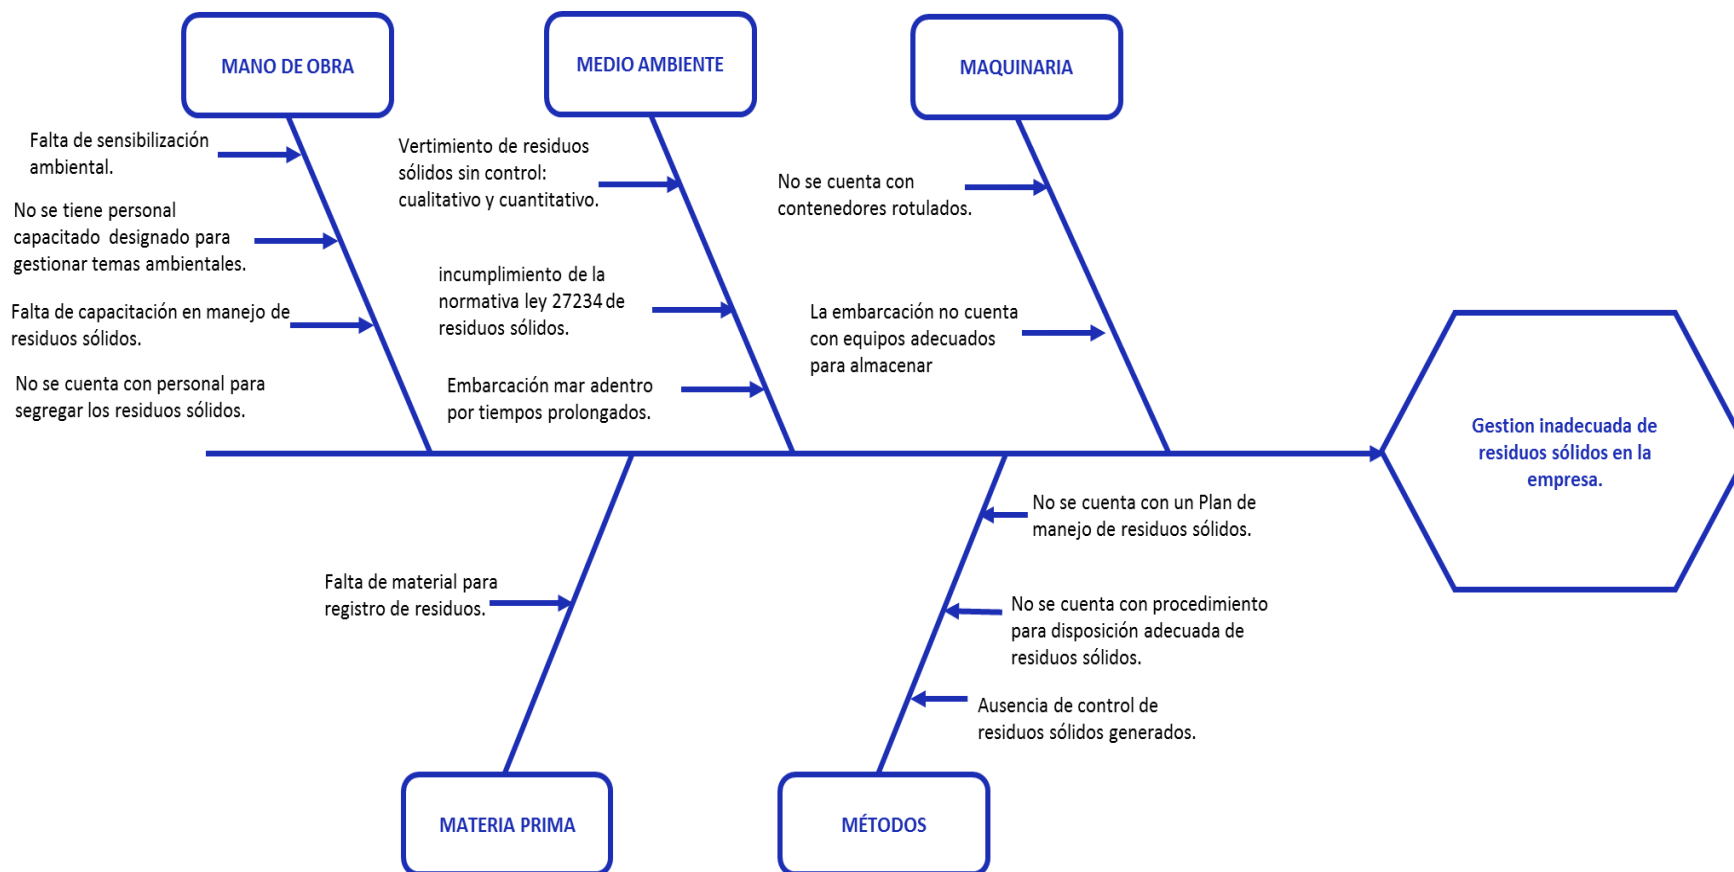 MANO DE OBRA
MEDIO AMBIENTE
MAQUINARIA
Falta de sensibilización
ambiental.
No se tiene personal
capacitado designado para
gestionar temas ambientales.
Falta de capacitación en manejo de
residuos sólidos.
No se cuenta con personal para
segregar los residuos sólidos.
Vertimiento de residuos
sólidos sin control:
cualitativo y cuantitativo.
incumplimiento de la
normativa ley 27234 de
residuos sólidos.
Embarcación mar adentro
por tiempos prolongados.
No se cuenta con
contenedores rotulados.
La embarcación no cuenta
con equipos adecuados
para almacenar
Gestion inadecuada de
residuos sólidos en la
empresa.
Falta de material para
registro de residuos.
No se cuenta con un Plan de
manejo de residuos sólidos.
No se cuenta con procedimiento
para disposición adecuada de
residuos sólidos.
Ausencia de control de
residuos sólidos generados.
MATERIA PRIMA
MÉTODOS